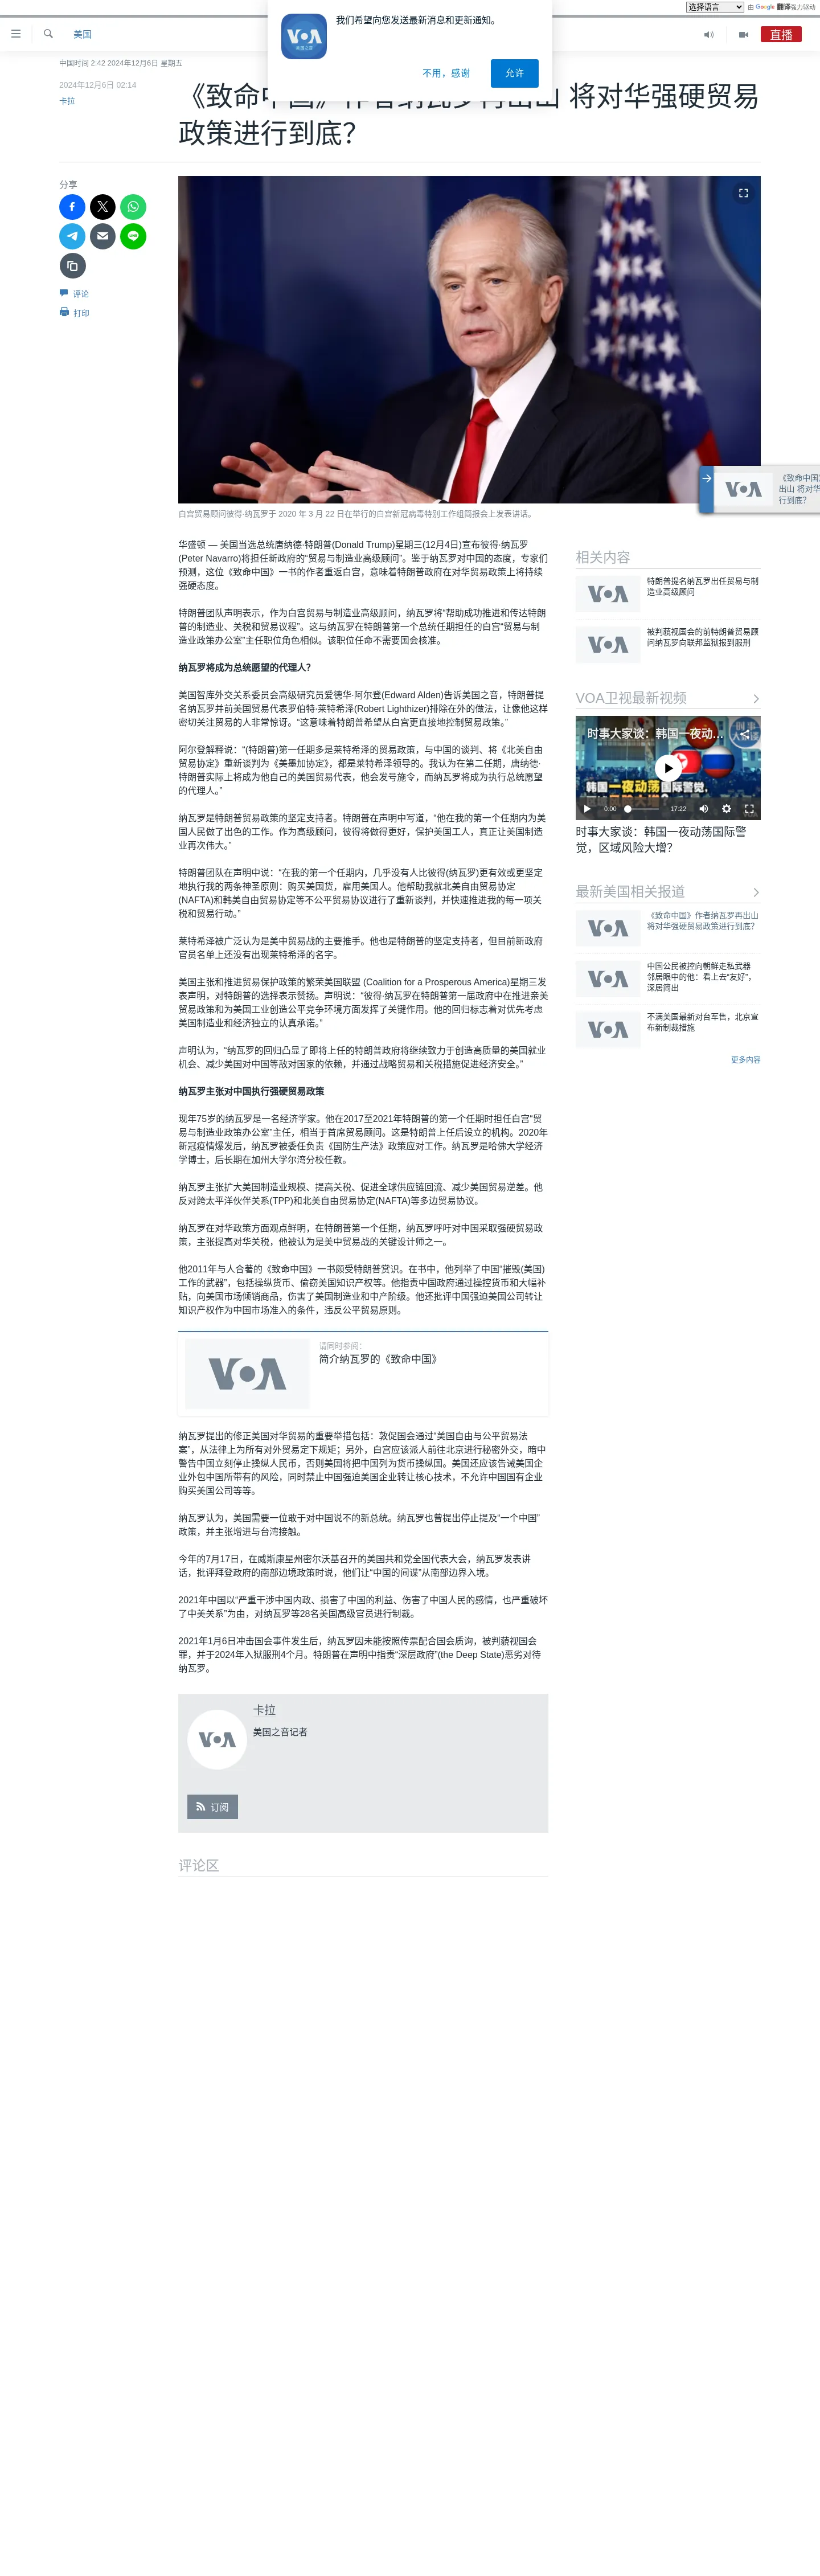 选择语言 由 Google 翻译强力驱动
我们希望向您发送最新消息和更新通知。
不用，感谢
允许
美国
直播
中国时间 2:42 2024年12月6日 星期五
2024年12月6日 02:14
卡拉
将对华强硬贸易
政策进行到底?
分享
评论
打印
白宫贸易顾问彼得·纳瓦罗于 2020 年 3 月 22 日在举行的白宫新冠病毒特别工作组简报会上发表讲话。
VOA
《致命中国
出山 将对华
行到底?
华盛顿 — 美国当选总统唐纳德·特朗普(Donald Trump)星期三(12月4日)宣布彼得·纳瓦罗
(Peter Navarro)将担任新政府的“贸易与制造业高级顾问”。鉴于纳瓦罗对中国的态度，专家们
预测，这位《致命中国》一书的作者重返白宫，意味着特朗普政府在对华贸易政策上将持续
强硬态度。
特朗普团队声明表示，作为白宫贸易与制造业高级顾问，纳瓦罗将“帮助成功推进和传达特朗
普的制造业、关税和贸易议程”。这与纳瓦罗在特朗普第一个总统任期担任的白宫“贸易与制
造业政策办公室”主任职位角色相似。该职位任命不需要国会核准。
纳瓦罗将成为总统愿望的代理人？
美国智库外交关系委员会高级研究员爱德华·阿尔登(Edward Alden)告诉美国之音，特朗普提
名纳瓦罗并前美国贸易代表罗伯特·莱特希泽(Robert Lighthizer)排除在外的做法，让像他这样
密切关注贸易的人非常惊讶。“这意味着特朗普希望从白宫更直接地控制贸易政策。”
阿尔登解释说：“(特朗普)第一任期多是莱特希泽的贸易政策，与中国的谈判、将《北美自由
贸易协定》重新谈判为《美墨加协定》，都是莱特希泽领导的。我认为在第二任期，唐纳德·
特朗普实际上将成为他自己的美国贸易代表，他会发号施令，而纳瓦罗将成为执行总统愿望
的代理人。”
纳瓦罗是特朗普贸易政策的坚定支持者。特朗普在声明中写道，“他在我的第一个任期内为美
国人民做了出色的工作。作为高级顾问，彼得将做得更好，保护美国工人，真正让美国制造
业再次伟大。”
特朗普团队在声明中说：“在我的第一个任期内，几乎没有人比彼得(纳瓦罗)更有效或更坚定
地执行我的两条神圣原则：购买美国货，雇用美国人。他帮助我就北美自由贸易协定
(NAFTA)和韩美自由贸易协定等不公平贸易协议进行了重新谈判，并快速推进我的每一项关
税和贸易行动。”
莱特希泽被广泛认为是美中贸易战的主要推手。他也是特朗普的坚定支持者，但目前新政府
官员名单上还没有出现莱特希泽的名字。
美国主张和推进贸易保护政策的繁荣美国联盟 (Coalition for a Prosperous America)星期三发
表声明，对特朗普的选择表示赞扬。声明说：“彼得·纳瓦罗在特朗普第一届政府中在推进亲美
贸易政策和为美国工业创造公平竞争环境方面发挥了关键作用。他的回归标志着对优先考虑
美国制造业和经济独立的认真承诺。”
声明认为，“纳瓦罗的回归凸显了即将上任的特朗普政府将继续致力于创造高质量的美国就业
机会、减少美国对中国等敌对国家的依赖，并通过战略贸易和关税措施促进经济安全。”
纳瓦罗主张对中国执行强硬贸易政策
现年75岁的纳瓦罗是一名经济学家。他在2017至2021年特朗普的第一个任期时担任白宫“贸
易与制造业政策办公室”主任，相当于首席贸易顾问。这是特朗普上任后设立的机构。2020年
新冠疫情爆发后，纳瓦罗被委任负责《国防生产法》政策应对工作。纳瓦罗是哈佛大学经济
学博士，后长期在加州大学尔湾分校任教。
纳瓦罗主张扩大美国制造业规模、提高关税、促进全球供应链回流、减少美国贸易逆差。他
反对跨太平洋伙伴关系(TPP)和北美自由贸易协定(NAFTA)等多边贸易协议。
纳瓦罗在对华政策方面观点鲜明，在特朗普第一个任期，纳瓦罗呼吁对中国采取强硬贸易政
策，主张提高对华关税，他被认为是美中贸易战的关键设计师之一。
他2011年与人合著的《致命中国》一书颇受特朗普赏识。在书中，他列举了中国“摧毁(美国)
工作的武器”，包括操纵货币、偷窃美国知识产权等。他指责中国政府通过操控货币和大幅补
贴，向美国市场倾销商品，伤害了美国制造业和中产阶级。他还批评中国强迫美国公司转让
知识产权作为中国市场准入的条件，违反公平贸易原则。
VOA
请同时参阅：
简介纳瓦罗的《致命中国》
纳瓦罗提出的修正美国对华贸易的重要举措包括：敦促国会通过“美国自由与公平贸易法
案”，从法律上为所有对外贸易定下规矩；另外，白宫应该派人前往北京进行秘密外交，暗中
警告中国立刻停止操纵人民币，否则美国将把中国列为货币操纵国。美国还应该告诫美国企
业外包中国所带有的风险，同时禁止中国强迫美国企业转让核心技术，不允许中国国有企业
购买美国公司等等。
纳瓦罗认为，美国需要一位敢于对中国说不的新总统。纳瓦罗也曾提出停止提及“一个中国”
政策，并主张增进与台湾接触。
今年的7月17日，在威斯康星州密尔沃基召开的美国共和党全国代表大会，纳瓦罗发表讲
话，批评拜登政府的南部边境政策时说，他们让“中国的间谍”从南部边界入境。
2021年中国以“严重干涉中国内政、损害了中国的利益、伤害了中国人民的感情，也严重破坏
了中美关系”为由，对纳瓦罗等28名美国高级官员进行制裁。
2021年1月6日冲击国会事件发生后，纳瓦罗因未能按照传票配合国会质询，被判藐视国会
罪，并于2024年入狱服刑4个月。特朗普在声明中指责“深层政府”(the Deep State)恶劣对待
纳瓦罗。
VOA
卡拉
美国之音记者
订阅
评论区
相关内容
VOA
特朗普提名纳瓦罗出任贸易与制
造业高级顾问
VOA
被判藐视国会的前特朗普贸易顾
问纳瓦罗向联邦监狱报到服刑
VOA卫视最新视频
时事大家谈：韩国一夜动...
韩国一夜动荡国际警觉，
0:00
17:22
时事大家谈：韩国一夜动荡国际警
觉，区域风险大增？
最新美国相关报道
VOA
《致命中国》作者纳瓦罗再出山
将对华强硬贸易政策进行到底?
VOA
中国公民被控向朝鲜走私武器
邻居眼中的他：看上去“友好”，
深居简出
VOA
不满美国最新对台军售，北京宣
布新制裁措施
更多内容